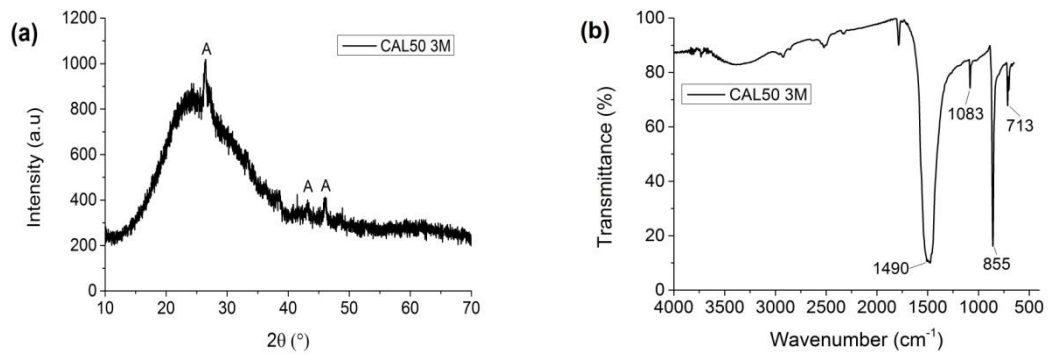 (a)
CAL50 3M
A
A A
1200
1000
800
600
400
200
0
Intensity (a.u)
10 20 30 40 50 60 70
2θ (°)
(b)
CAL50 3M
100
80
60
40
20
0
Transmittance (%)
1083
713
1490
855
4000 3500 3000 2500 2000 1500 1000 500
Wavenumber (cm⁻¹)